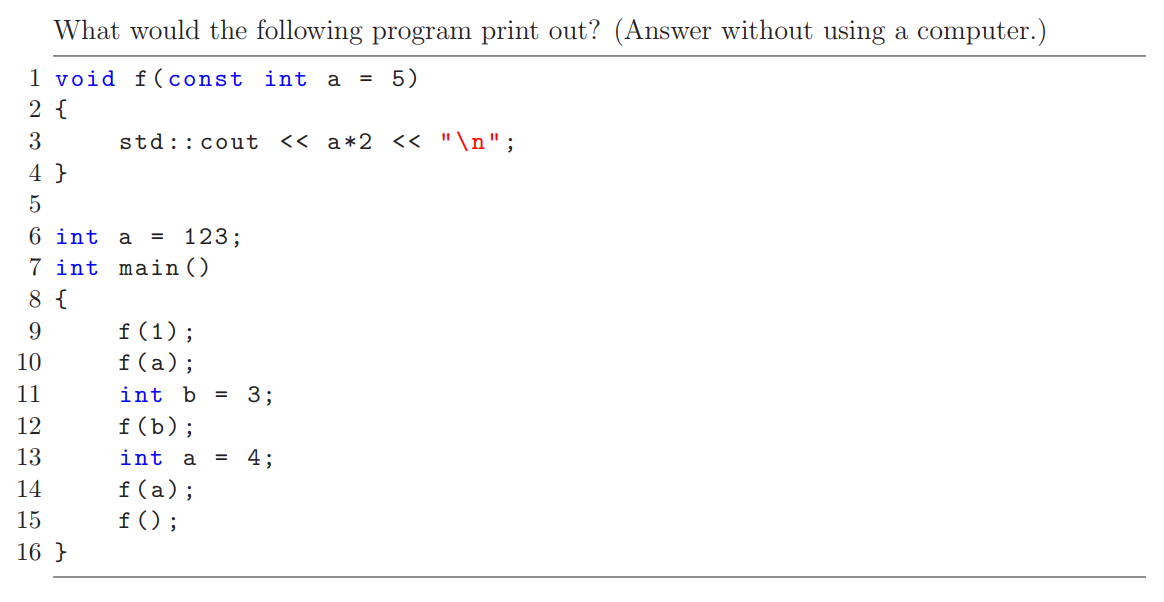 What would the following program print out? (Answer without using a computer.)
1 void f(const int a = 5)
2 {
3     std::cout << a*2 << "\n";
4 }
5
6 int a = 123;
7 int main()
8 {
9     f(1);
10     f(a);
11     int b = 3;
12     f(b);
13     int a = 4;
14     f(a);
15     f();
16 }